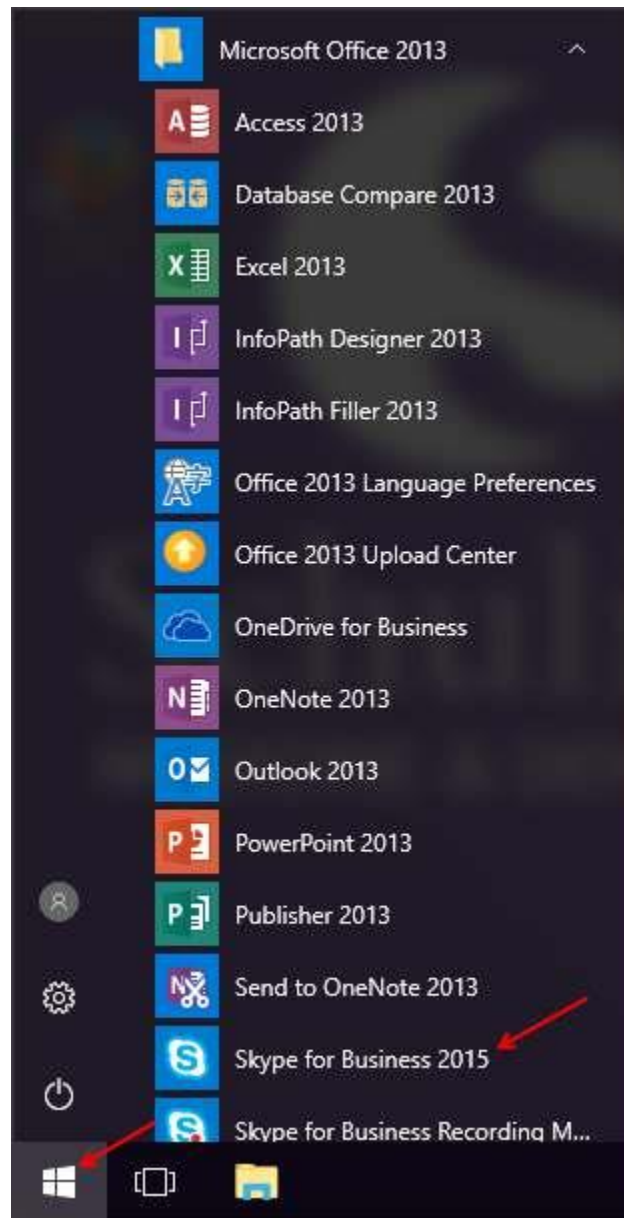 Microsoft Office 2013
Access 2013
Database Compare 2013
Excel 2013
InfoPath Designer 2013
InfoPath Filler 2013
Office 2013 Language Preferences
Office 2013 Upload Center
OneDrive for Business
OneNote 2013
Outlook 2013
PowerPoint 2013
Publisher 2013
Send to OneNote 2013
Skype for Business 2015
Skype for Business Recording M...